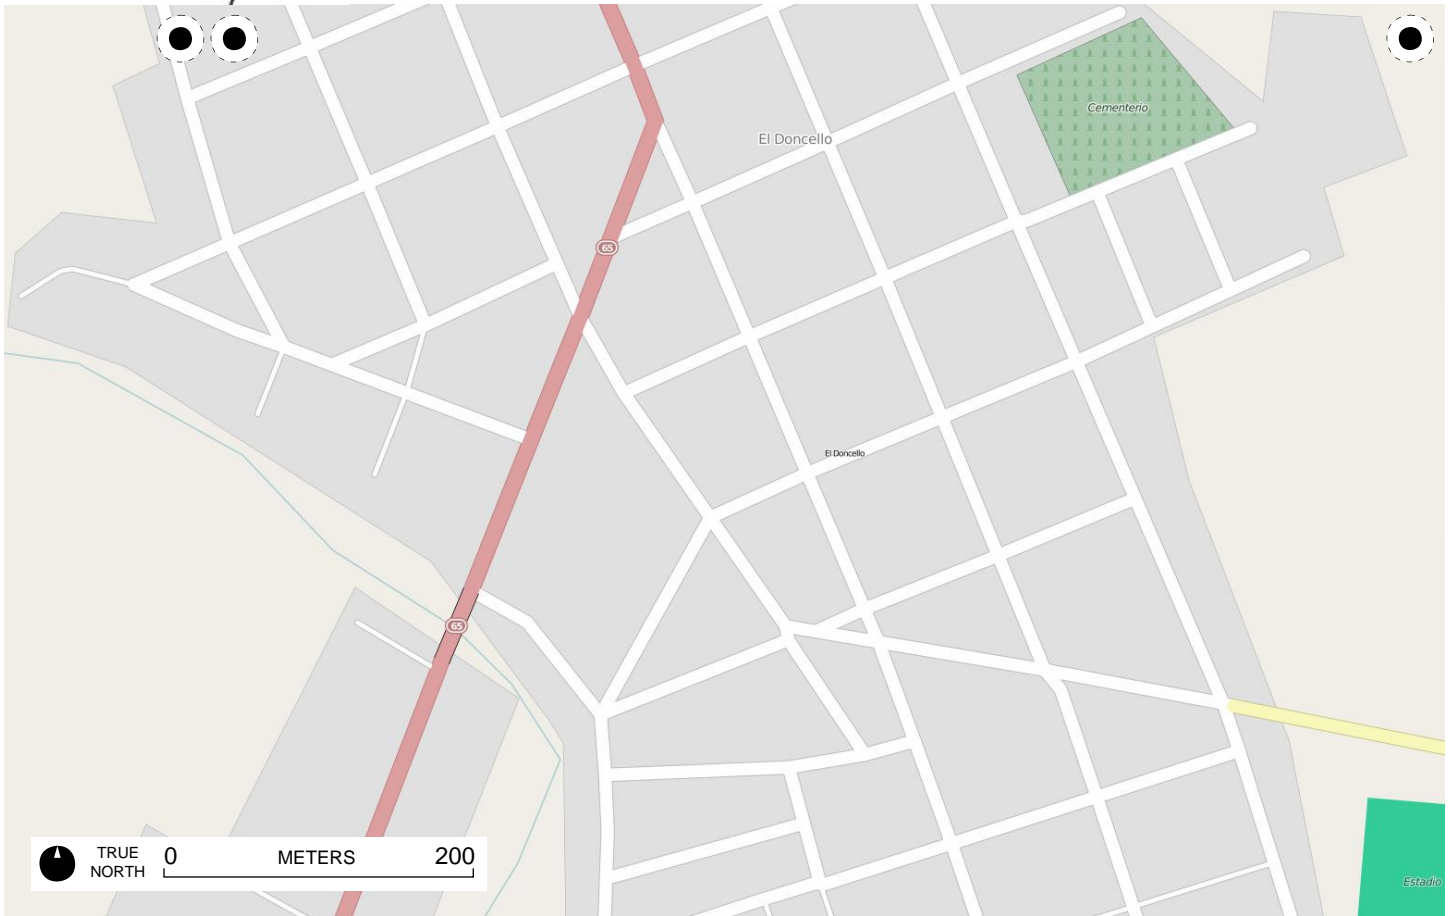 Cementerio
El Doncello
65
El Doncello
65
TRUE
NORTH
0 METERS 200
Estadio